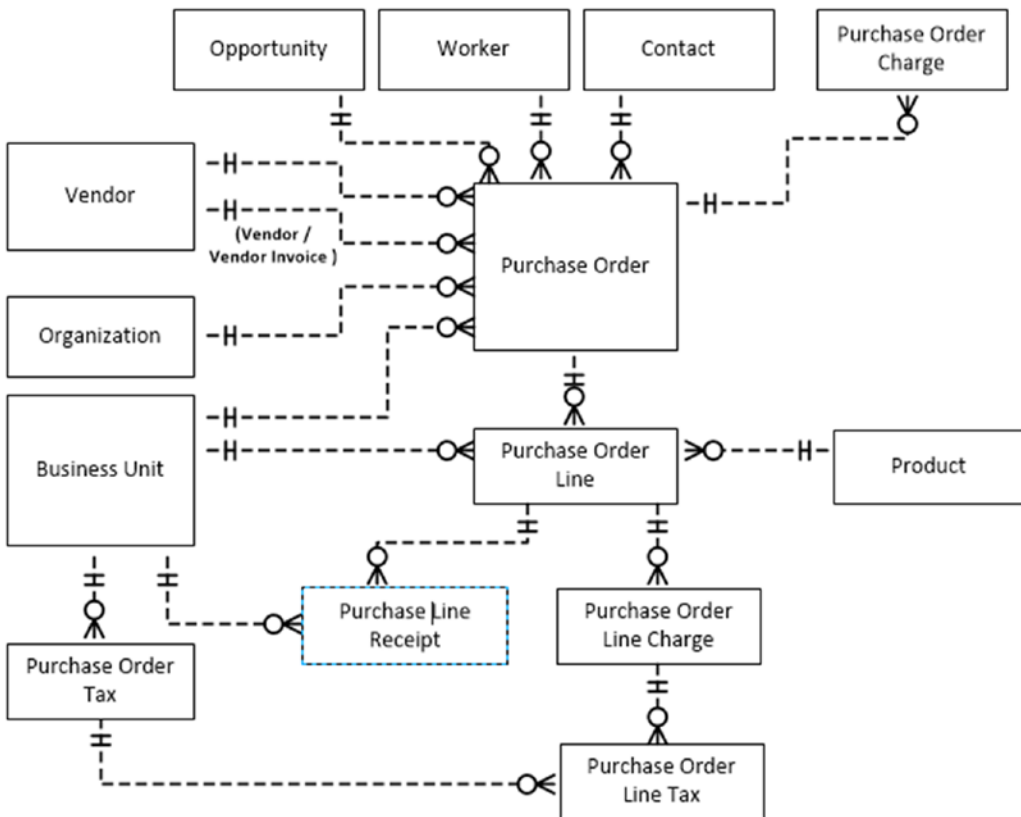 Opportunity
Worker
Contact
Purchase Order
Charge
Vendor
(Vendor /
Vendor Invoice )
Purchase Order
Organization
Business Unit
Purchase Order
Line
Product
Purchase Line
Receipt
Purchase Order
Line Charge
Purchase Order
Tax
Purchase Order
Line Tax